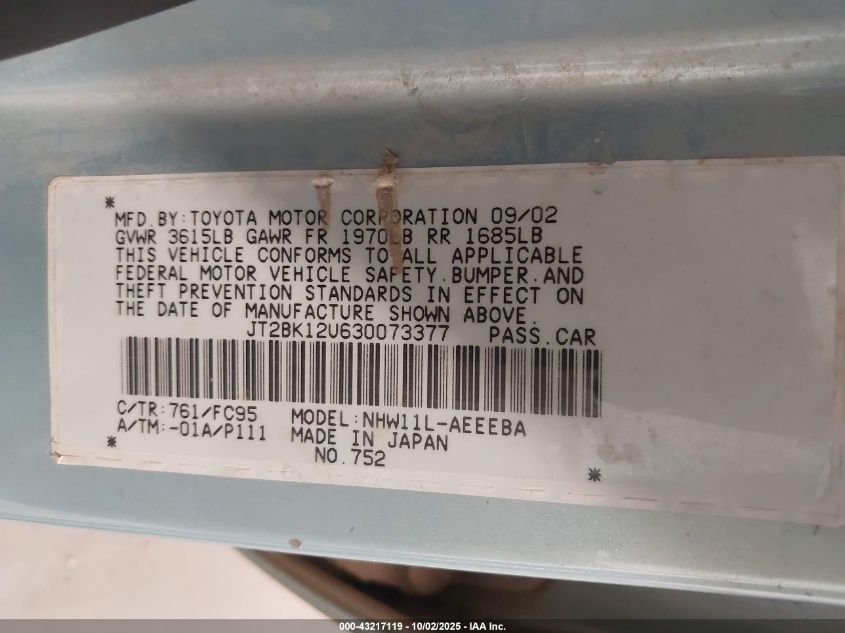 *
MFD.BY:TOYOTA MOTOR CORPORATION 09/02
GVWR 3615LB GAWR FR 1970LB RR 1685LB
THIS VEHICLE CONFORMS TO ALL APPLICABLE
FEDERAL MOTOR VEHICLE SAFETY.BUMPER.AND
THEFT PREVENTION STANDARDS IN EFFECT ON
THE DATE OF MANUFACTURE SHOWN ABOVE.
JT2BK12U630073377 PASS.CAR
C/TR:761/FC95 MODEL:NHW11L-AEEEBA
A/TM:-01A/P111 MADE IN JAPAN
* NO.752 *
000-43217119 - 10/02/2025 - IAA Inc.